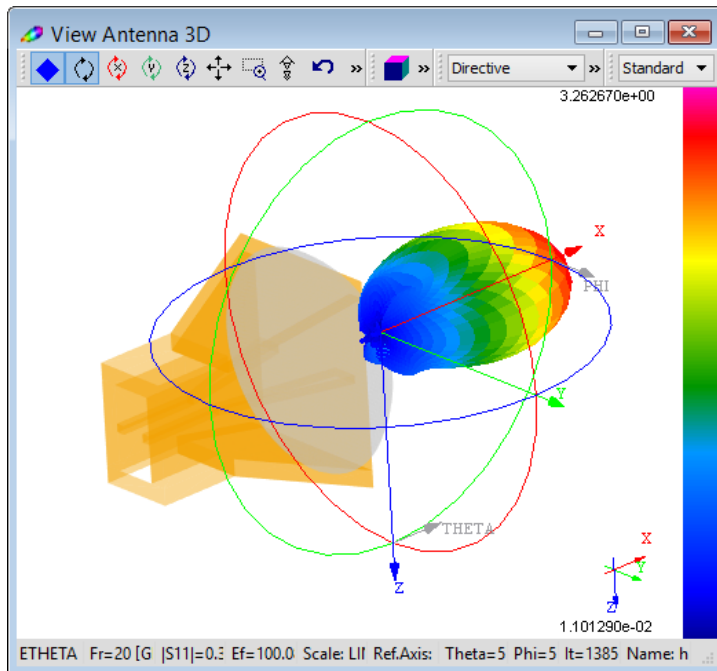 View Antenna 3D
x y z » » Directive » Standard
3.262670e+00
X
PHI
Y
THETA
Z
X
Y
Z
1.101290e-02
ETHETA Fr=20 [G |S11|=0.3 Ef=100.0 Scale: LI Ref.Axis: Theta=5 Phi=5 It=1385 Name: h